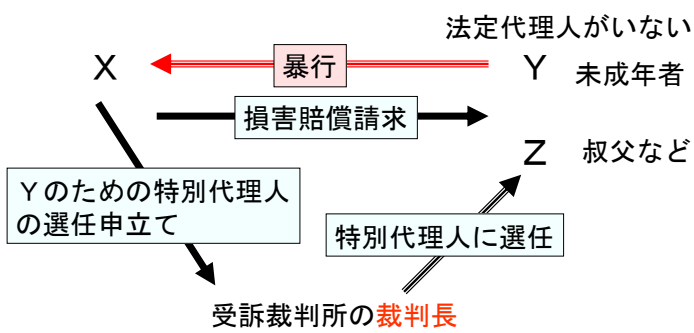 法定代理人がいない
X
暴行
Y
未成年者
損害賠償請求
Z
叔父など
Yのための特別代理人
の選任申立て
特別代理人に選任
受訴裁判所の裁判長